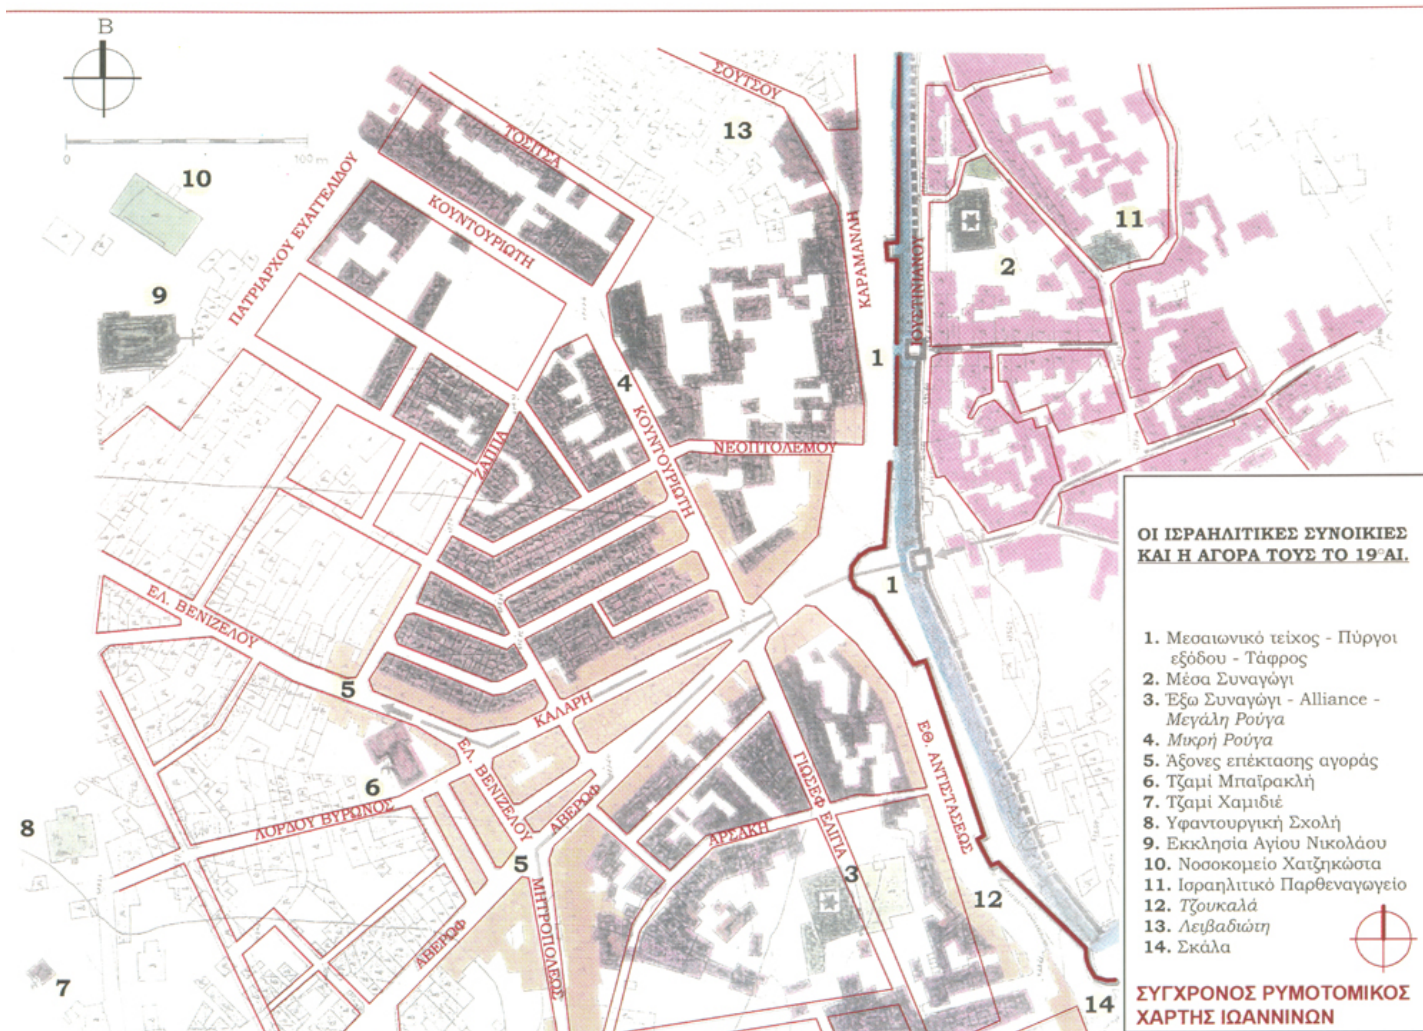 Β
0
100 m
ΣΟΥΤΣΟΥ
13
ΤΟΣΙΤΣΑ
10
ΠΑΤΡΙΑΡΧΟΥ ΕΥΑΓΓΕΛΙΔΟΥ
ΚΟΥΝΤΟΥΡΙΩΤΗ
ΚΑΡΑΜΑΝΛΗ
ΙΟΥΣΤΙΝΙΑΝΟΥ
11
2
9
1
4
ΚΟΥΝΤΟΥΡΙΩΤΗ
ΝΕΟΠΤΟΛΕΜΟΥ
ΖΑΠΠΑ
1
ΕΛ. ΒΕΝΙΖΕΛΟΥ
5
ΚΑΛΑΡΗ
ΕΛ. ΒΕΝΙΖΕΛΟΥ
6
ΛΟΡΔΟΥ ΒΥΡΩΝΟΣ
ΑΒΕΡΩΦ
ΓΙΩΣΕΦ ΕΛΙΓΙΑ
ΕΘ. ΑΝΤΙΣΤΑΣΕΩΣ
ΑΡΣΑΚΗ
8
5
3
12
ΜΗΤΡΟΠΟΛΕΩΣ
ΑΒΕΡΩΦ
7
14
ΟΙ ΙΣΡΑΗΛΙΤΙΚΕΣ ΣΥΝΟΙΚΙΕΣ
ΚΑΙ Η ΑΓΟΡΑ ΤΟΥΣ ΤΟ 19ᵒΑΙ.
1. Μεσαιωνικό τείχος - Πύργοι
εξόδου - Τάφρος
2. Μέσα Συναγώγι
3. Έξω Συναγώγι - Alliance -
Μεγάλη Ρούγα
4. Μικρή Ρούγα
5. Άξονες επέκτασης αγοράς
6. Τζαμί Μπαϊρακλή
7. Τζαμί Χαμιδιέ
8. Υφαντουργική Σχολή
9. Εκκλησία Αγίου Νικολάου
10. Νοσοκομείο Χατζηκώστα
11. Ισραηλιτικό Παρθεναγωγείο
12. Τζουκαλά
13. Λειβαδιώτη
14. Σκάλα
ΣΥΓΧΡΟΝΟΣ ΡΥΜΟΤΟΜΙΚΟΣ
ΧΑΡΤΗΣ ΙΩΑΝΝΙΝΩΝ